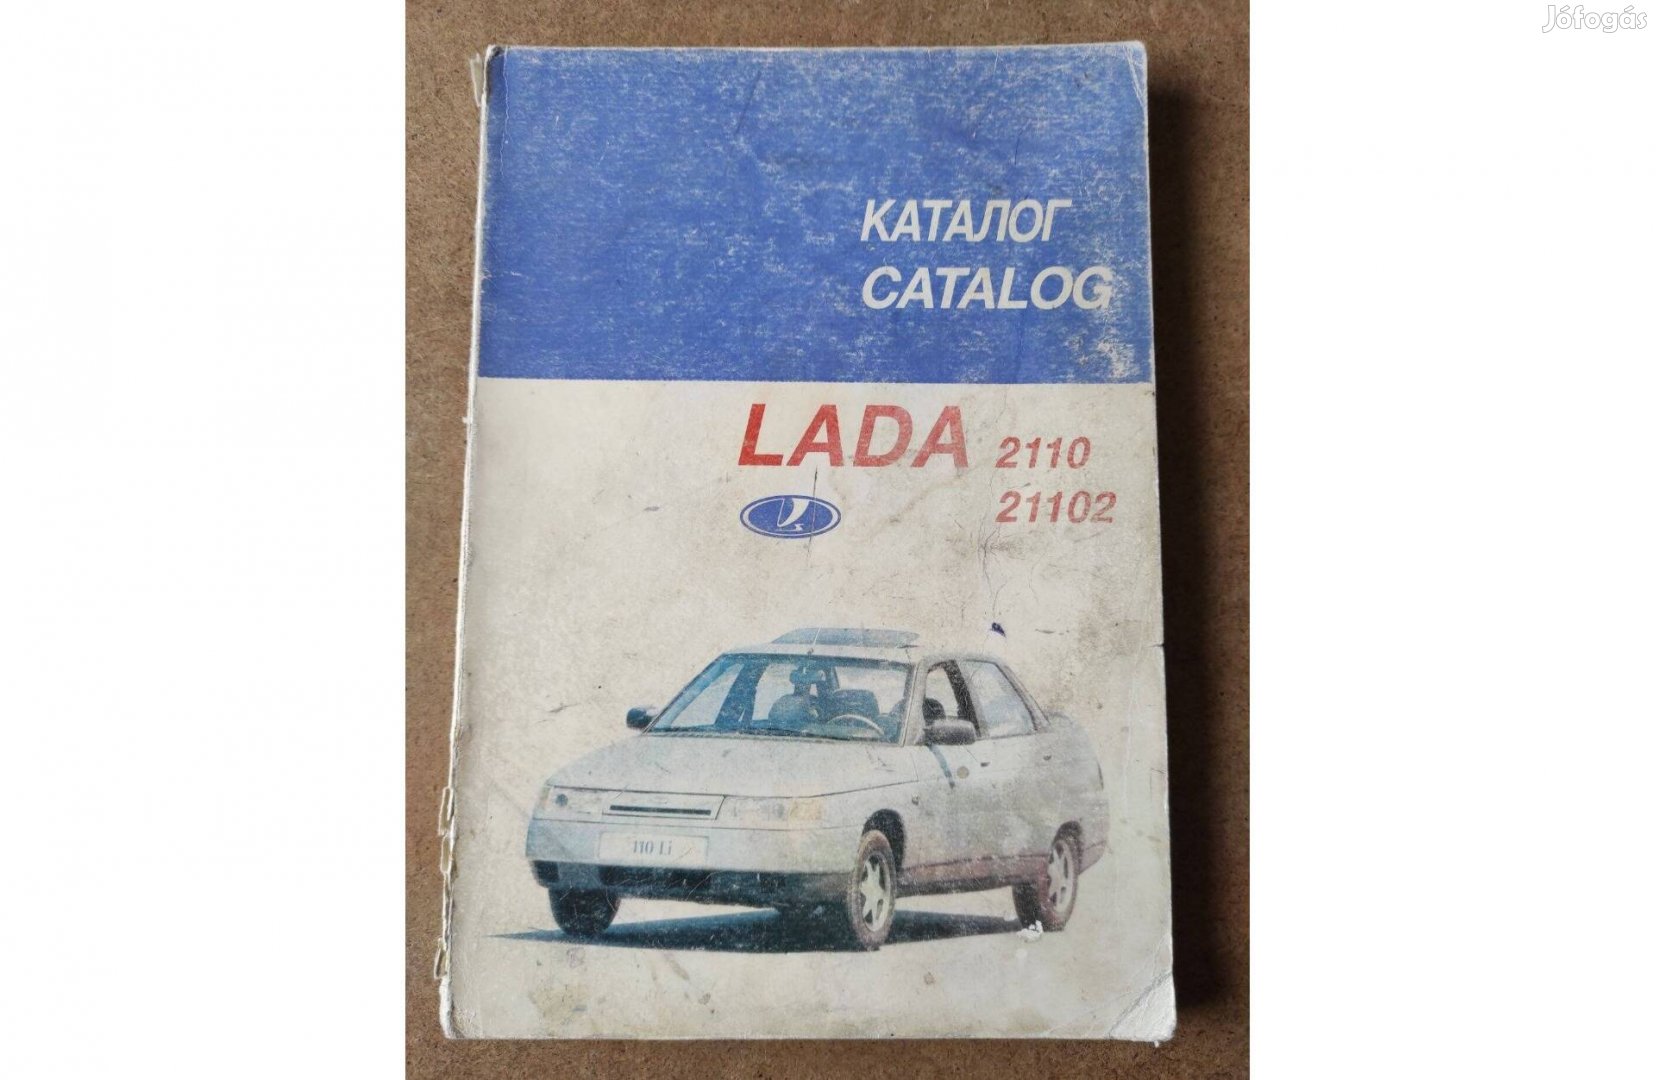 Jófogás
КАТАЛОГ
CATALOG
LADA 2110
21102
110 Li